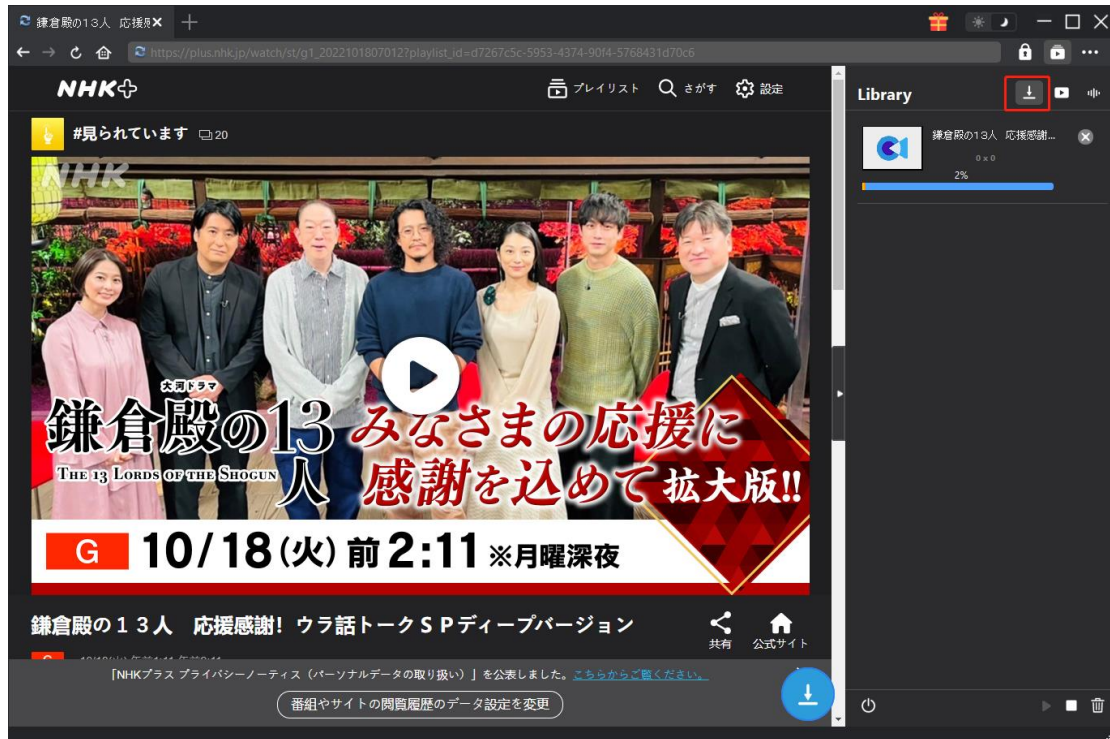 鎌倉殿の13人 応援感
https://plus.nhk.jp/watch/st/g1_2022101807012?playlist_id=d7267c5c-5953-4374-90f4-5768431d70c6
NHK
プレイリスト
さがす
設定
#見られています
20
NHK
大河ドラマ
鎌倉殿の13人
THE 13 LORDS OF THE SHOGUN
みなさまの応援に
感謝を込めて
拡大版!!
G 10/18(火)前2:11※月曜深夜
鎌倉殿の13人 応援感謝!ウラ話トークSPディープバージョン
共有
公式サイト
「NHKプラス プライバシーノーティス(パーソナルデータの取り扱い)」を公表しました。こちらからご覧ください。
番組やサイトの閲覧履歴のデータ設定を変更
Library
鎌倉殿の13人 応援感謝...
0 x 0
2%